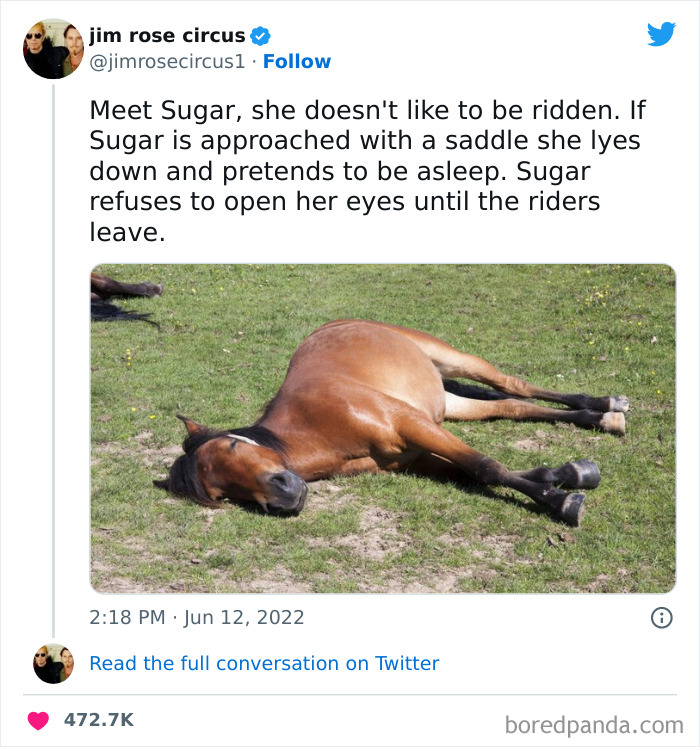 jim rose circus
@jimrosecircus1 · Follow
Meet Sugar, she doesn't like to be ridden. If
Sugar is approached with a saddle she lyes
down and pretends to be asleep. Sugar
refuses to open her eyes until the riders
leave.
2:18 PM · Jun 12, 2022
Read the full conversation on Twitter
472.7K
boredpanda.com